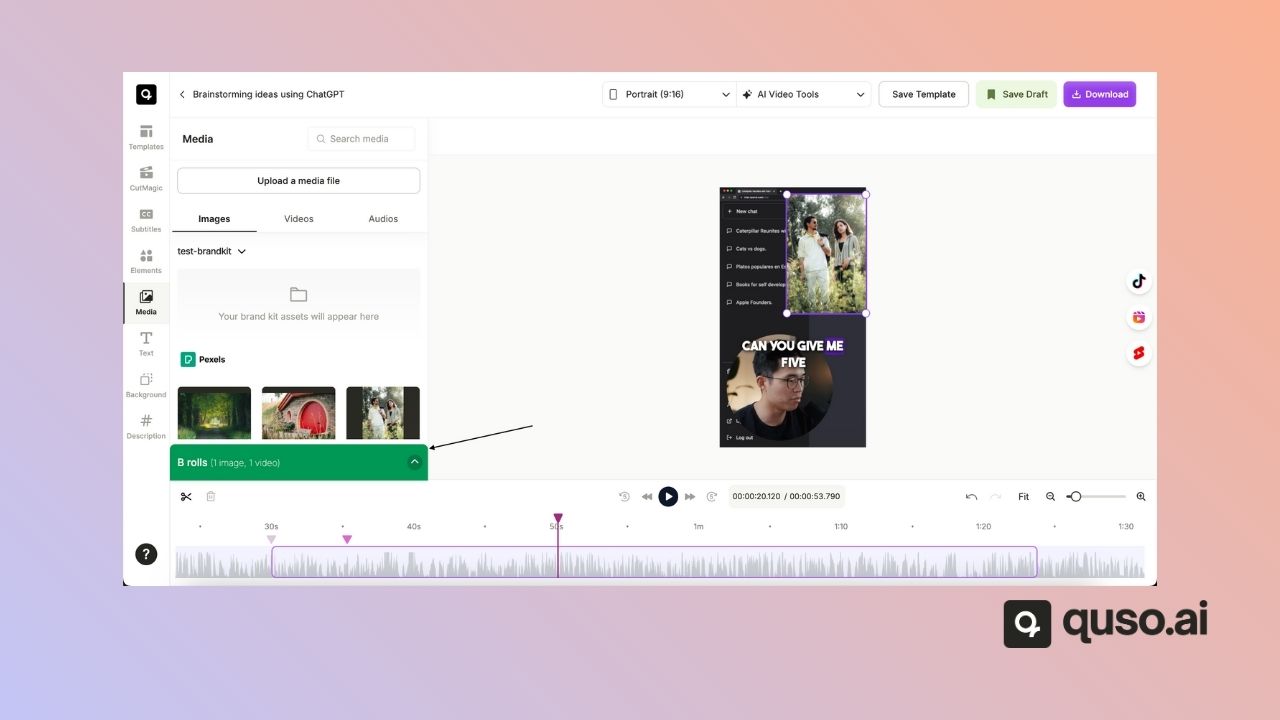 Brainstorming ideas using ChatGPT
Portrait (9:16)
AI Video Tools
Save Template
Save Draft
Download
Templates
CutMagic
CC
Subtitles
Elements
Media
Text
Background
Description
Media
Search media
Upload a media file
Images
Videos
Audios
test-brandkit
Your brand kit assets will appear here
Pexels
B rolls (1 image, 1 video)
New chat
Caterpillar Reunites
Cats vs dogs.
Platos populares en
Books for self develop
Apple Founders.
CAN YOU GIVE ME
FIVE
Log out
00:00:20.120 / 00:00:53.790
Fit
30s
40s
50s
1m
1:10
1:20
1:30
?
quso.ai